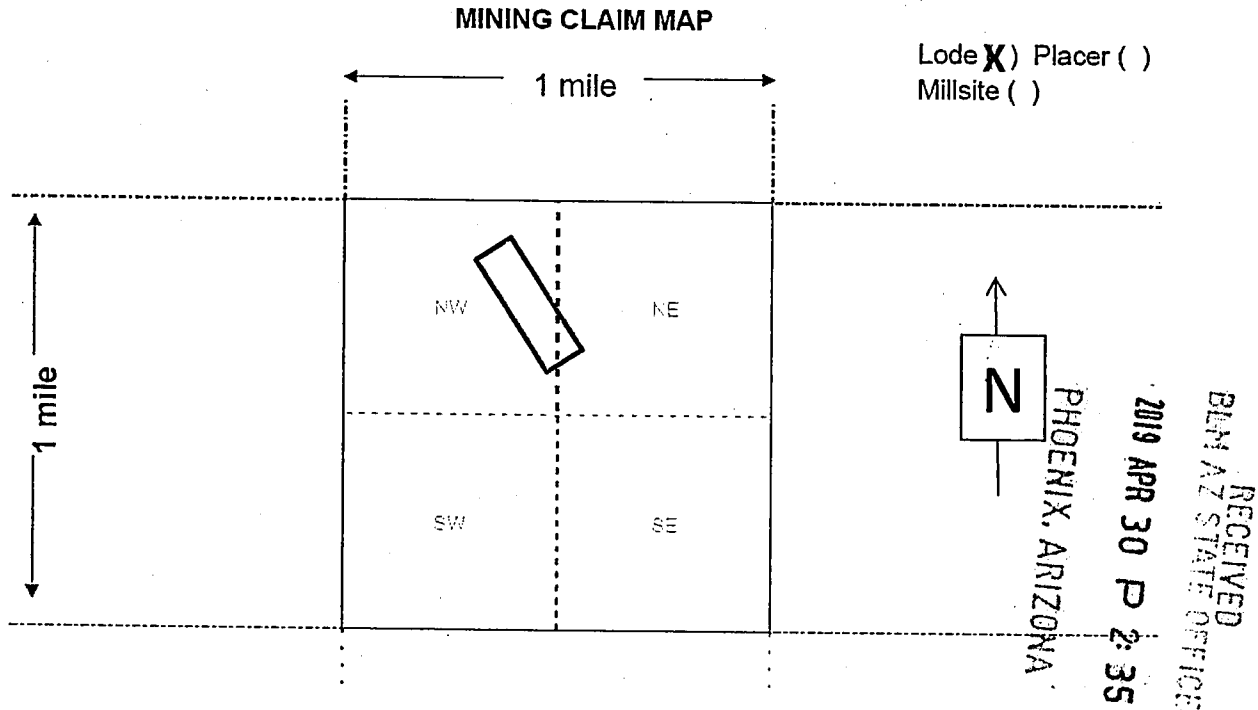 MINING CLAIM MAP
Lode (X) Placer ( )
Millsite ( )
1 mile
1 mile
NW
NE
SW
SE
N
RECEIVED
BLM AZ STATE OFFICE
2019 APR 30 P 2:35
PHOENIX, ARIZONA